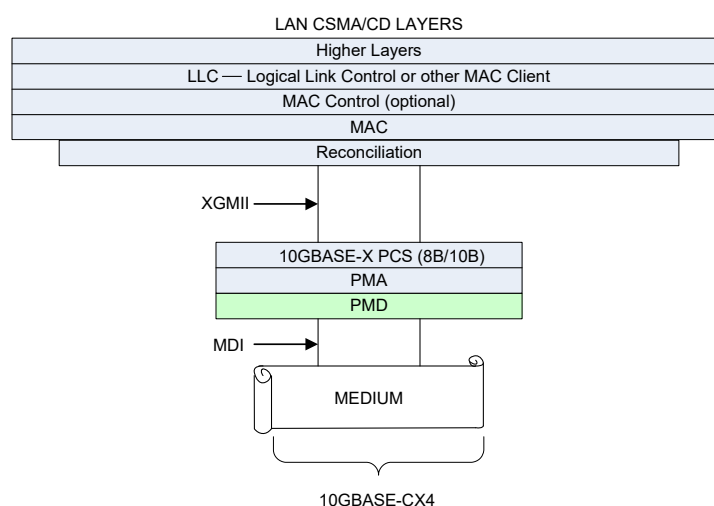 LAN CSMA/CD LAYERS
Higher Layers
LLC — Logical Link Control or other MAC Client
MAC Control (optional)
MAC
Reconciliation
XGMII
10GBASE-X PCS (8B/10B)
PMA
PMD
MDI
MEDIUM
10GBASE-CX4